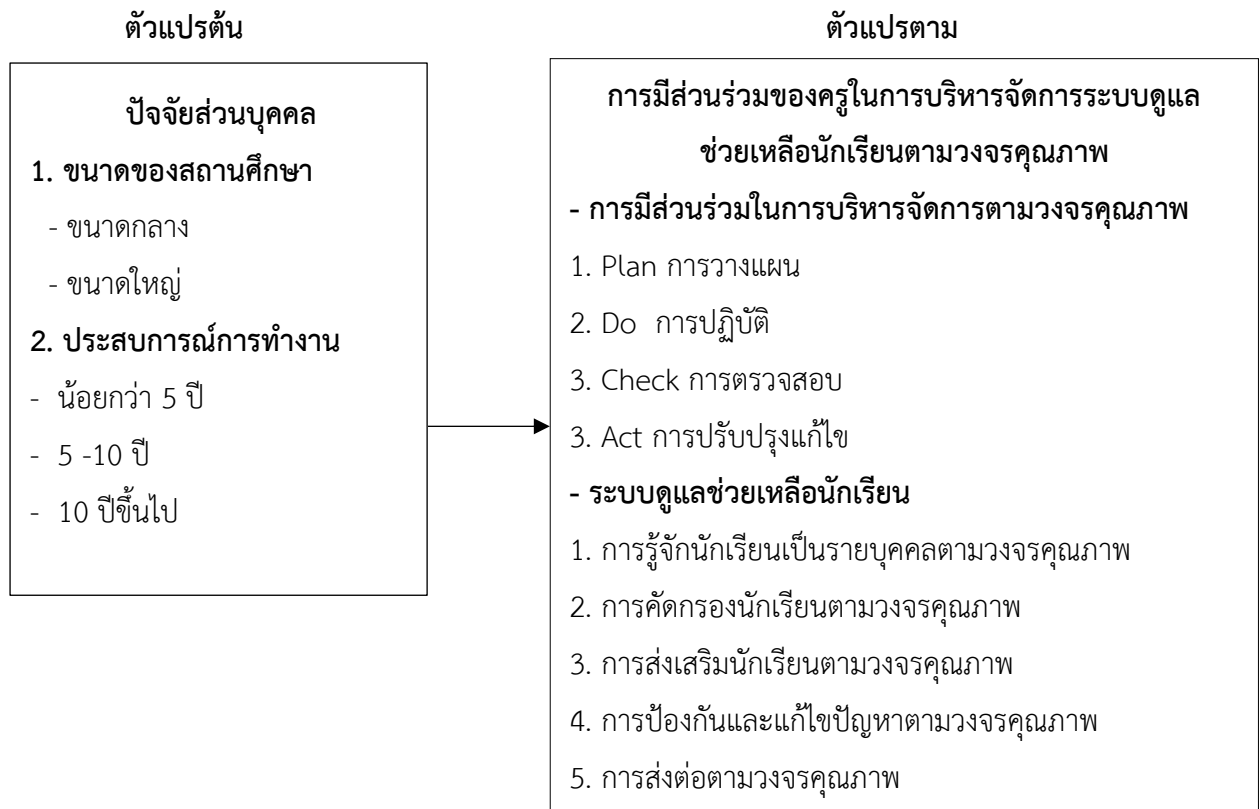 ตัวแปรต้น
ปัจจัยส่วนบุคคล
1. ขนาดของสถานศึกษา
- ขนาดกลาง
- ขนาดใหญ่
2. ประสบการณ์การทำงาน
- น้อยกว่า 5 ปี
- 5 -10 ปี
- 10 ปีขึ้นไป
ตัวแปรตาม
การมีส่วนร่วมของครูในการบริหารจัดการระบบดูแล
ช่วยเหลือนักเรียนตามวงจรคุณภาพ
- การมีส่วนร่วมในการบริหารจัดการตามวงจรคุณภาพ
1. Plan การวางแผน
2. Do การปฏิบัติ
3. Check การตรวจสอบ
3. Act การปรับปรุงแก้ไข
- ระบบดูแลช่วยเหลือนักเรียน
1. การรู้จักนักเรียนเป็นรายบุคคลตามวงจรคุณภาพ
2. การคัดกรองนักเรียนตามวงจรคุณภาพ
3. การส่งเสริมนักเรียนตามวงจรคุณภาพ
4. การป้องกันและแก้ไขปัญหาตามวงจรคุณภาพ
5. การส่งต่อตามวงจรคุณภาพ